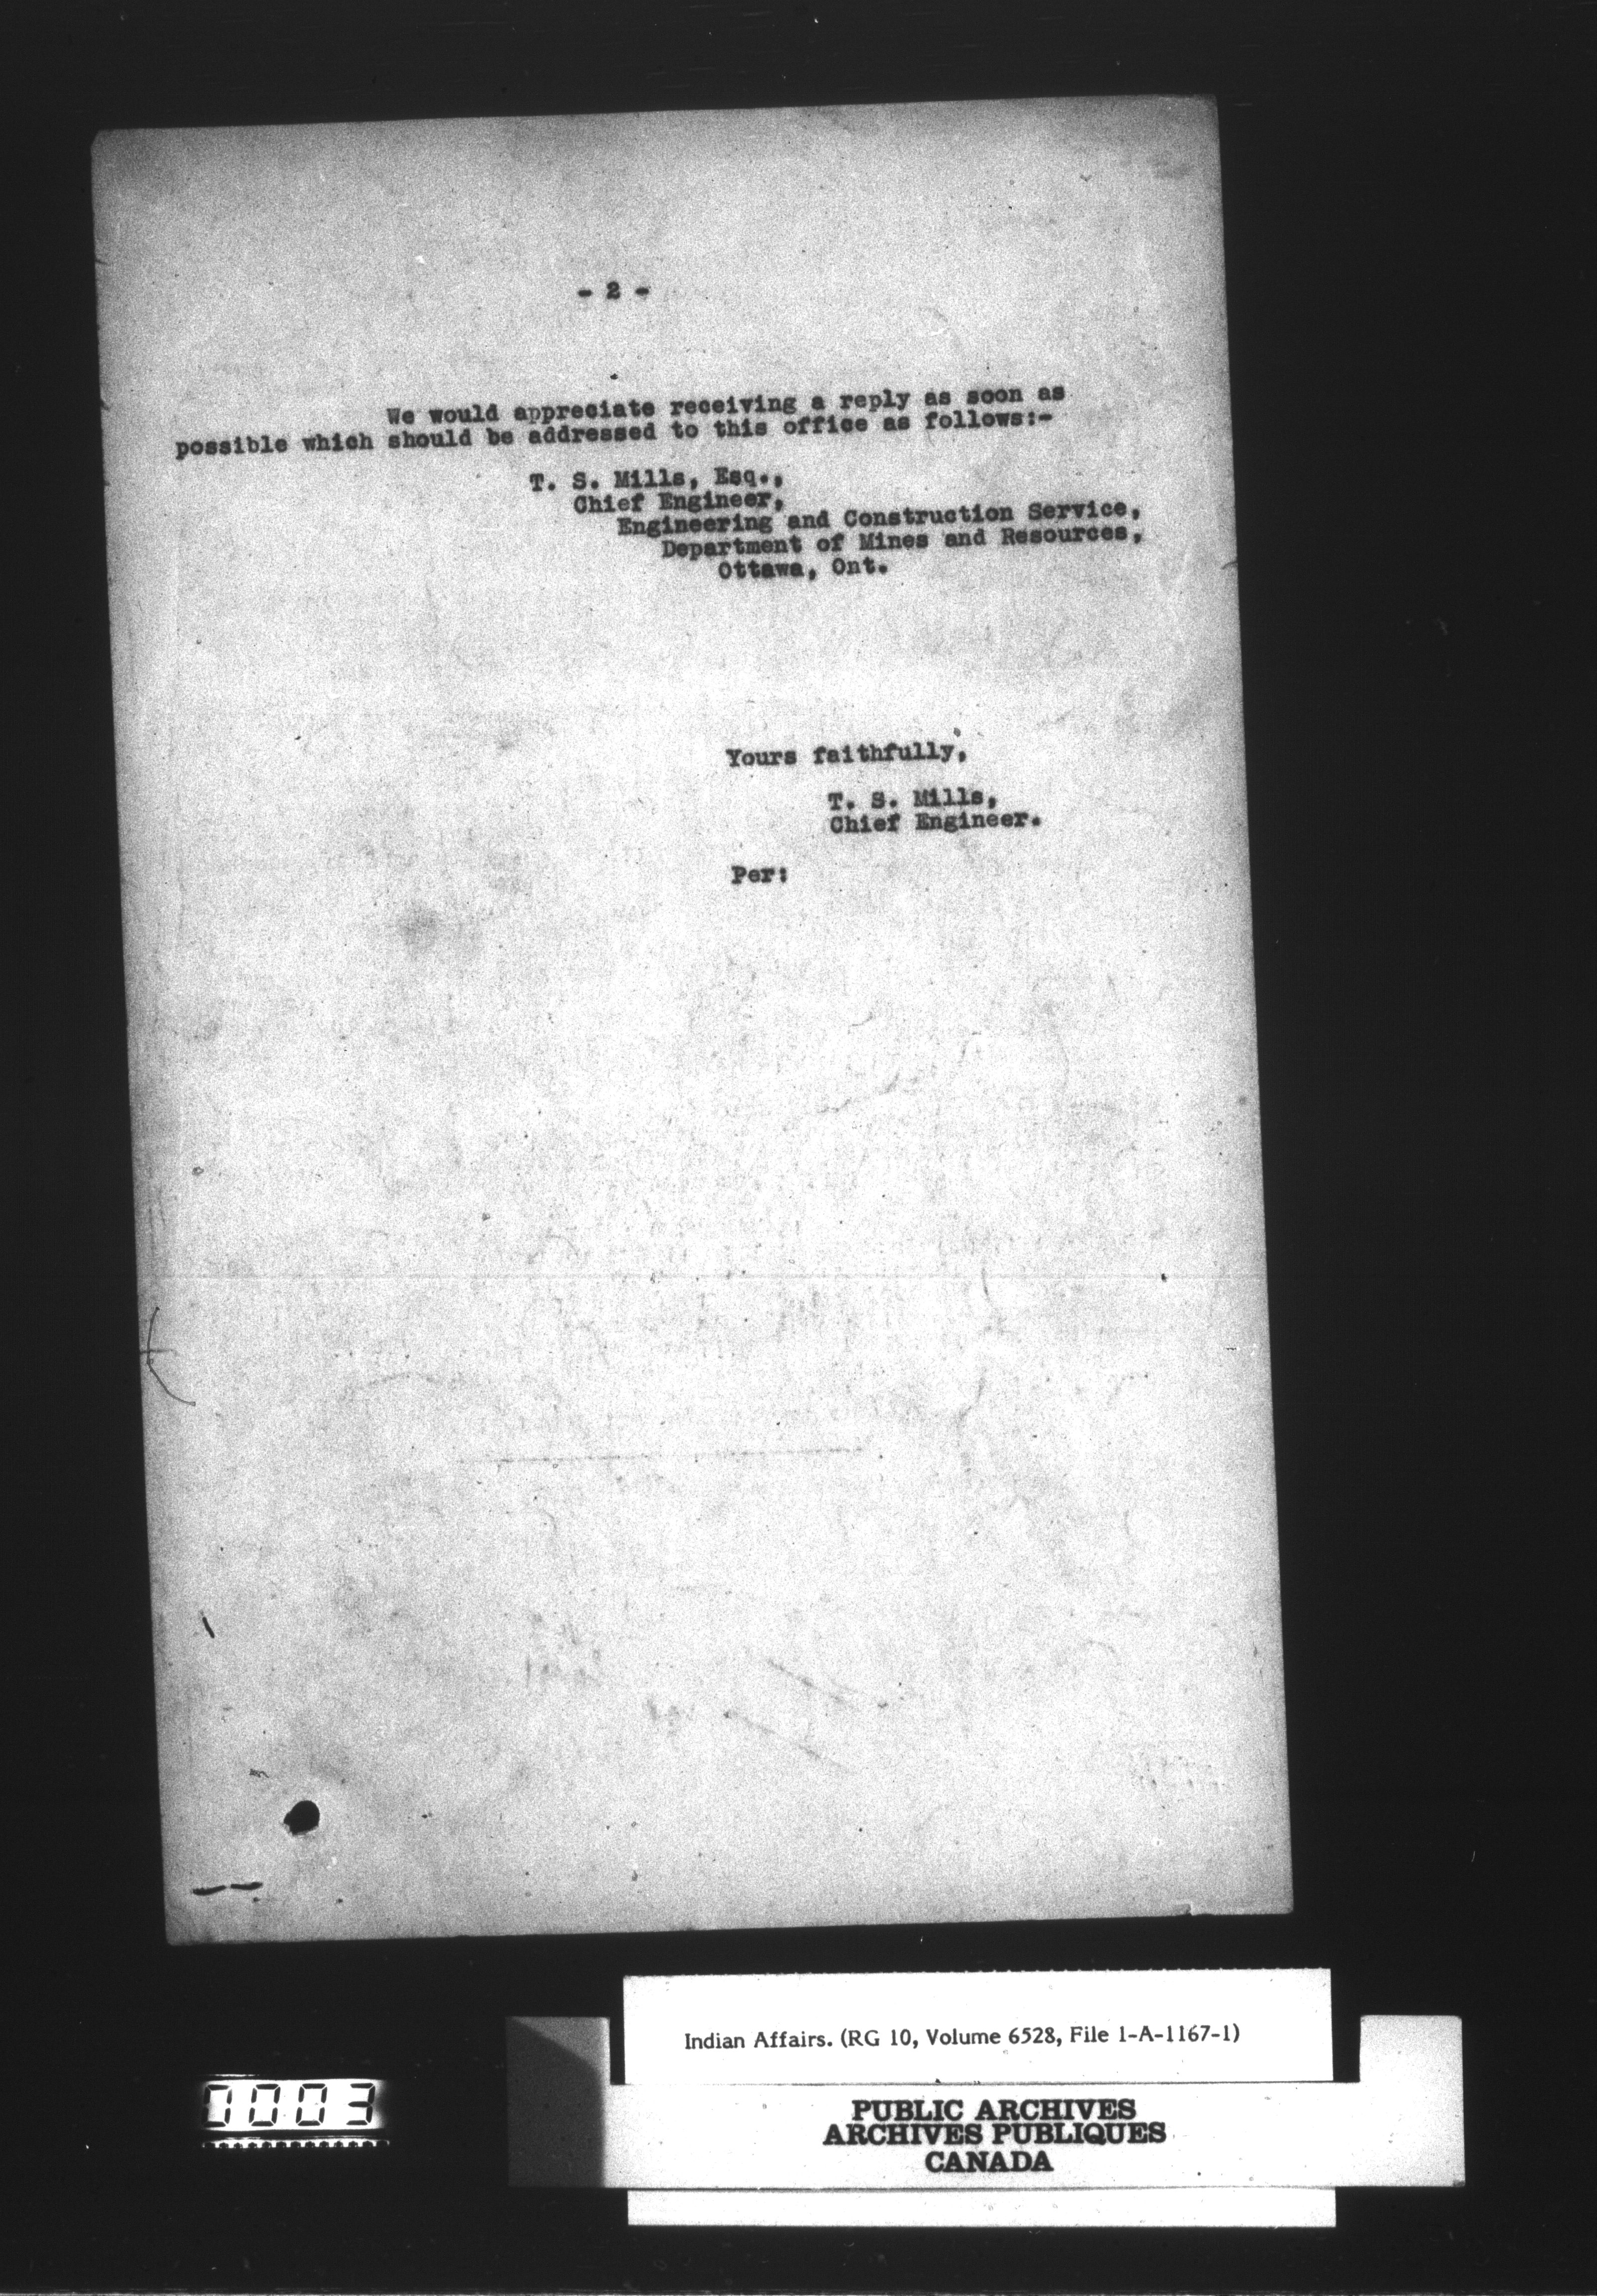 - 2 -
We would appreciate receiving a reply as soon as
possible which should be addressed to this office as follows:-
T. S. Mills, Esq.,
Chief Engineer,
Engineering and Construction Service,
Department of Mines and Resources,
Ottawa, Ont.
Yours faithfully,
T. S. Mills,
Chief Engineer.
Per:
Indian Affairs. (RG 10, Volume 6528, File 1-A-1167-1)
PUBLIC ARCHIVES
ARCHIVES PUBLIQUES
CANADA
0003